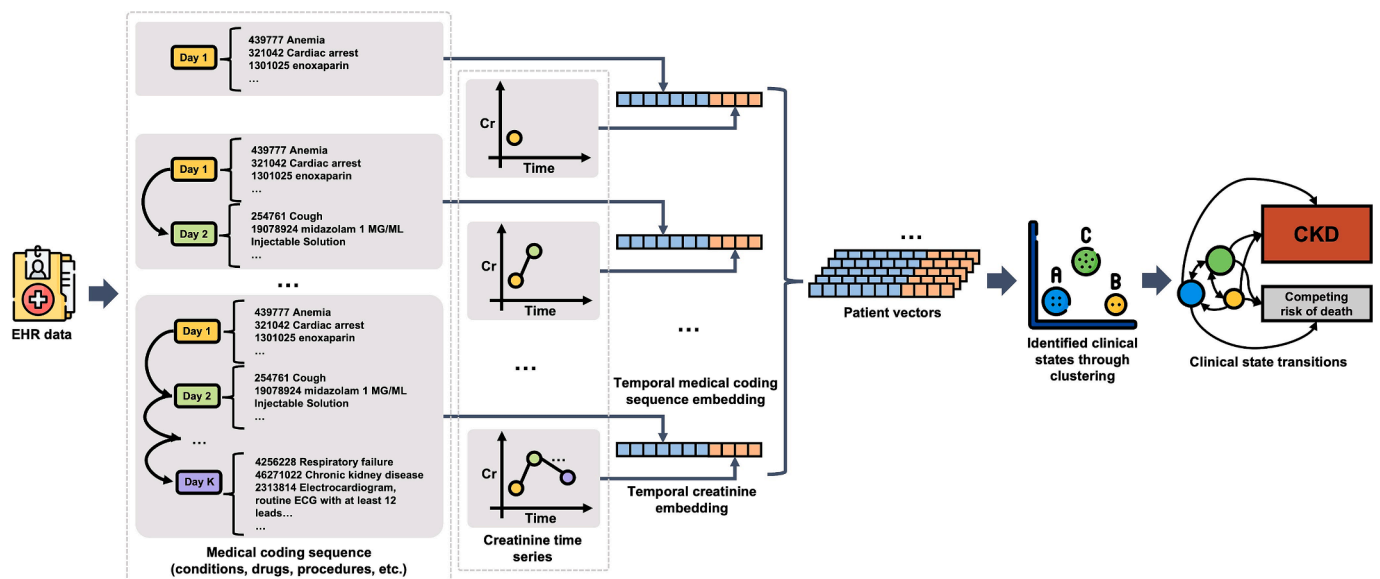 EHR data
Day 1
439777 Anemia
321042 Cardiac arrest
1301025 enoxaparin
...
Day 1
439777 Anemia
321042 Cardiac arrest
1301025 enoxaparin
...
Day 2
254761 Cough
19078924 midazolam 1 MG/ML
Injectable Solution
...
...
Day 1
439777 Anemia
321042 Cardiac arrest
1301025 enoxaparin
...
Day 2
254761 Cough
19078924 midazolam 1 MG/ML
Injectable Solution
...
...
Day K
4256228 Respiratory failure
46271022 Chronic kidney disease
2313814 Electrocardiogram,
routine ECG with at least 12
leads...
...
Medical coding sequence
(conditions, drugs, procedures, etc.)
Cr
Time
Cr
Time
...
Cr
...
Time
Creatinine time
series
...
Temporal medical coding
sequence embedding
Temporal creatinine
embedding
...
Patient vectors
A
C
B
Identified clinical
states through
clustering
CKD
Competing
risk of death
Clinical state transitions